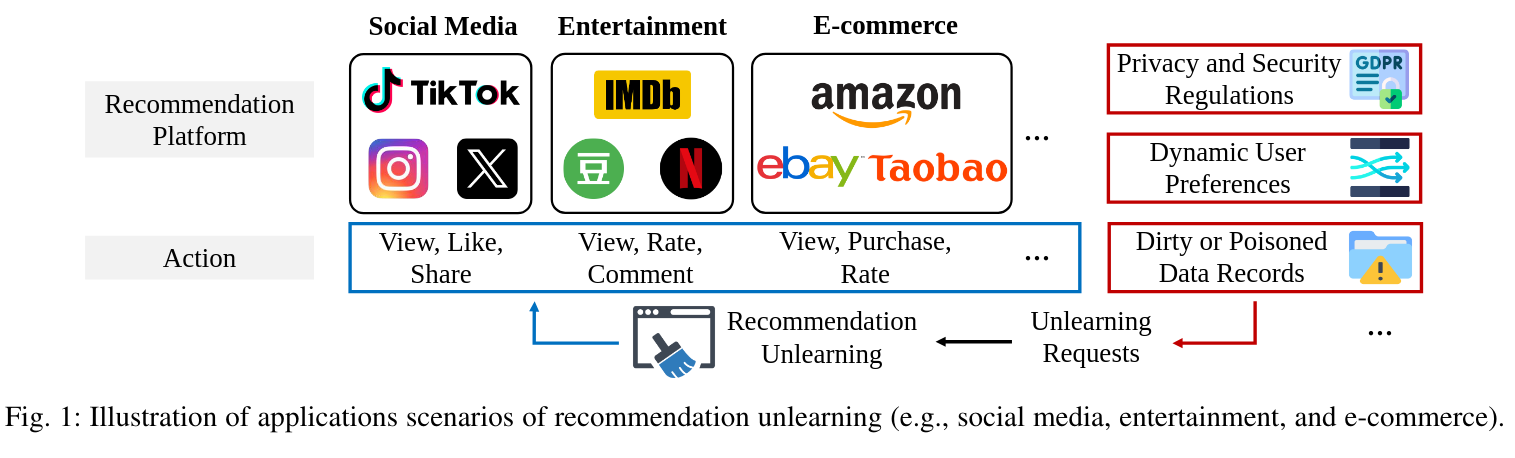 Social Media
Entertainment
E-commerce
Recommendation
Platform
TikTok
IMDb
豆
N
X
amazon
ebay
Taobao
...
Privacy and Security
Regulations
GDPR
Dynamic User
Preferences
Action
View, Like,
Share
View, Rate,
Comment
View, Purchase,
Rate
...
Dirty or Poisoned
Data Records
Recommendation
Unlearning
Unlearning
Requests
...
Fig. 1: Illustration of applications scenarios of recommendation unlearning (e.g., social media, entertainment, and e-commerce).